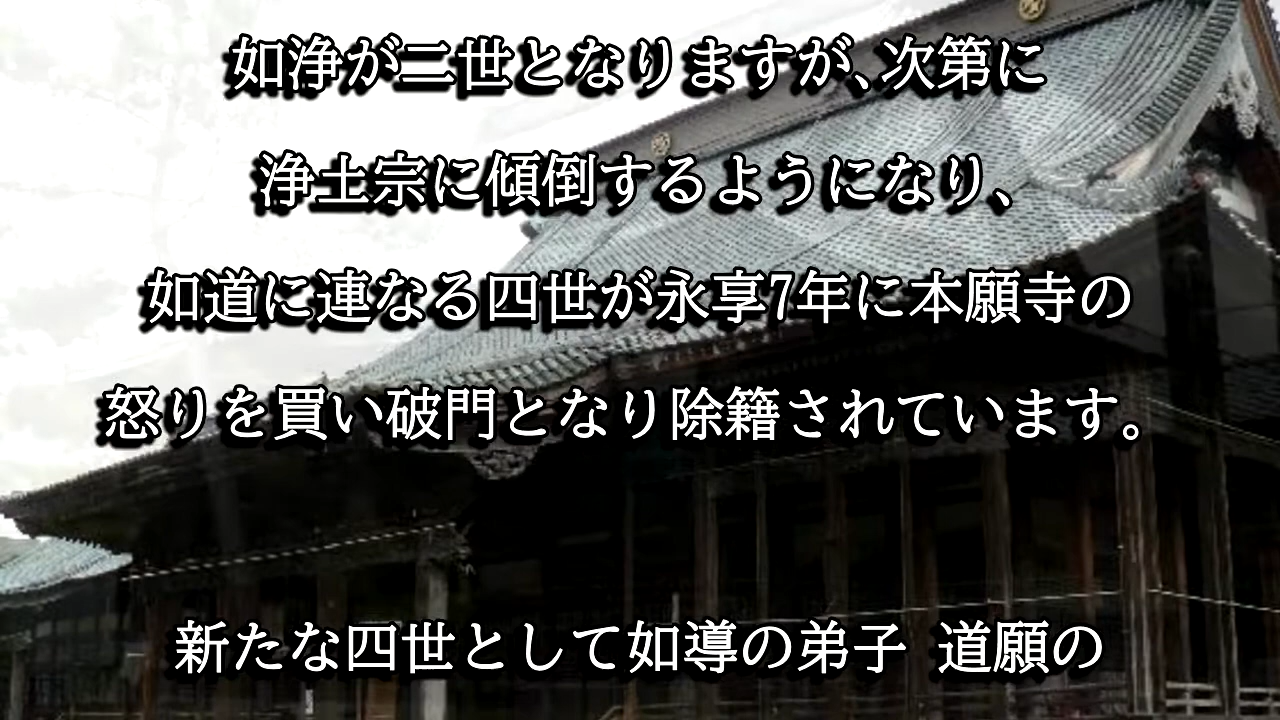 如浄が二世となりますが、次第に
浄土宗に傾倒するようになり、
如道に連なる四世が永享7年に本願寺の
怒りを買い破門となり除籍されています。
新たな四世として如導の弟子 道願の